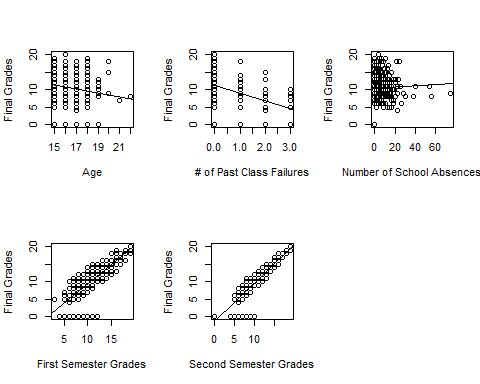 Final Grades
0 5 10 20
15 17 19 21
Age
Final Grades
0 5 10 20
0.0 1.0 2.0 3.0
# of Past Class Failures
Final Grades
0 5 10 20
0 20 40 60
Number of School Absences
Final Grades
0 5 10 20
5 10 15
First Semester Grades
Final Grades
0 5 10 20
0 5 10
Second Semester Grades